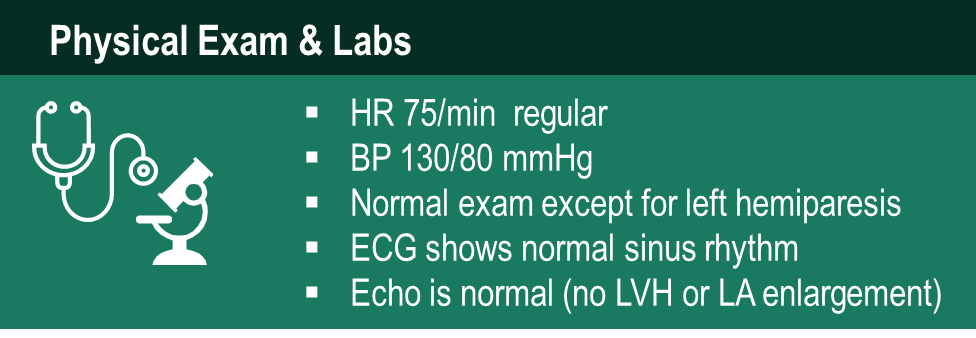 Physical Exam & Labs
▪ HR 75/min  regular
▪ BP 130/80 mmHg
▪ Normal exam except for left hemiparesis
▪ ECG shows normal sinus rhythm
▪ Echo is normal (no LVH or LA enlargement)